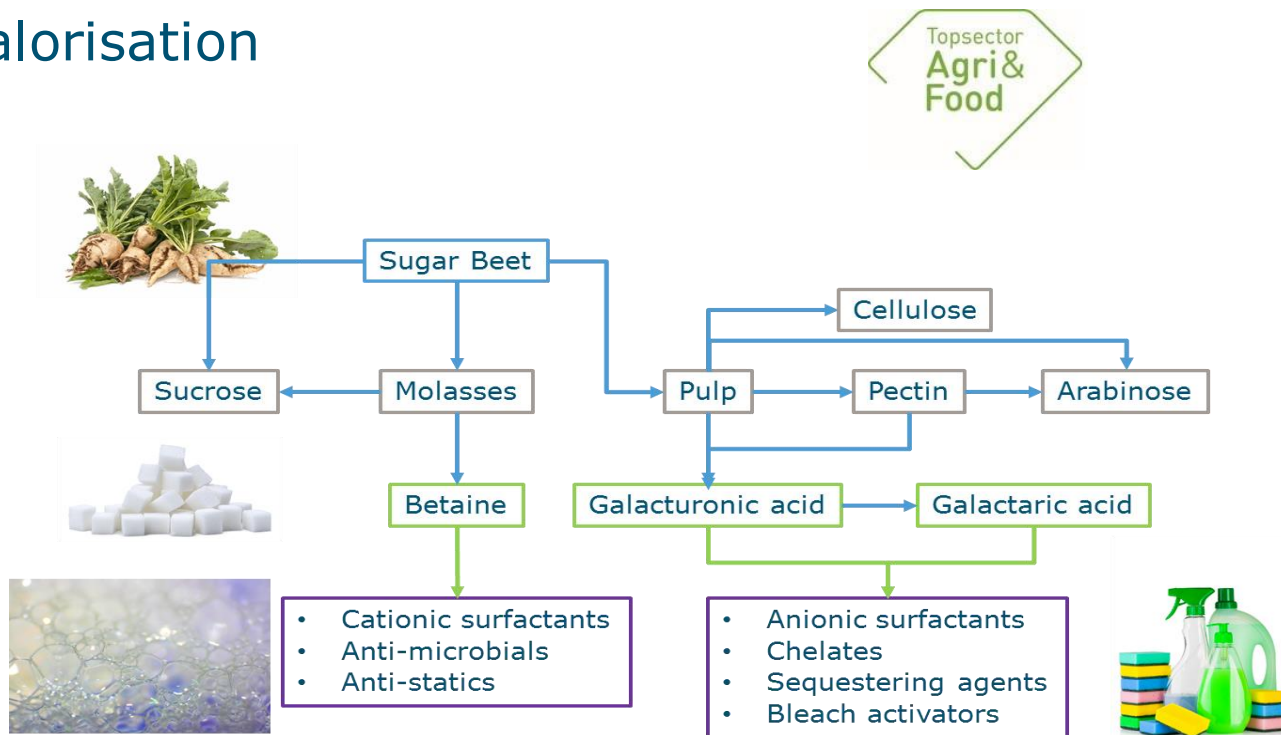 alorisation
Topsector
Agri&
Food
Sugar Beet
Cellulose
Sucrose
Molasses
Pulp
Pectin
Arabinose
Betaine
Galacturonic acid
Galactaric acid
• Cationic surfactants
• Anti-microbials
• Anti-statics
• Anionic surfactants
• Chelates
• Sequestering agents
• Bleach activators